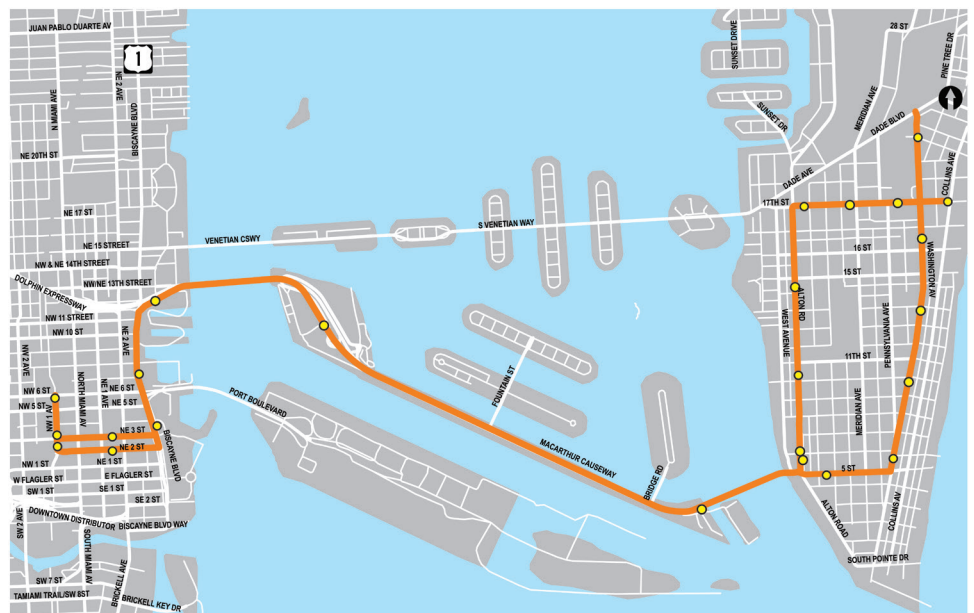 JUAN PABLO DUARTE AV
1
N MIAMI AVE
NE 2 AVE
BISCAYNE BLVD
NE 20TH ST
NE 17 ST
NE 15 STREET
NW & NE 14TH STREET
NW/NE 13TH STREET
DOLPHIN EXPRESSWAY
NW 11 STREET
NW 10 ST
NW 2 AVE
NE 2 AVE
NW 6 ST
NW 5 ST
NW 1 AV
NORTH MIAMI AV
NE 1 AVE
NE 6 ST
NE 5 ST
NE 3 ST
NE 2 ST
NE 1 ST
BISCAYNE BLVD
NW 1 ST
W FLAGLER ST
E FLAGLER ST
SW 1 ST
SE 1 ST
SE 2 ST
SW 2 AVE
DOWNTOWN DISTRIBUTOR
BISCAYNE BLVD WAY
SOUTH MIAMI AV
BRICKELL AVE
SW 7 ST
TAMIAMI TRAIL/SW 8ST
BRICKELL KEY DR
VENETIAN CSWY
S VENETIAN WAY
PORT BOULEVARD
FOUNTAIN ST
MACARTHUR CAUSEWAY
BRIDGE RD
SUNSET DRIVE
SUNSET DR
28 ST
PINE TREE DR
MERIDIAN AVE
DADE BLVD
DADE AVE
COLLINS AVE
17TH ST
16 ST
15 ST
WASHINGTON AV
ALTON RD
WEST AVENUE
PENNSYLVANIA AVE
11TH ST
MERIDIAN AVE
5 ST
ALTON ROAD
COLLINS AV
SOUTH POINTE DR